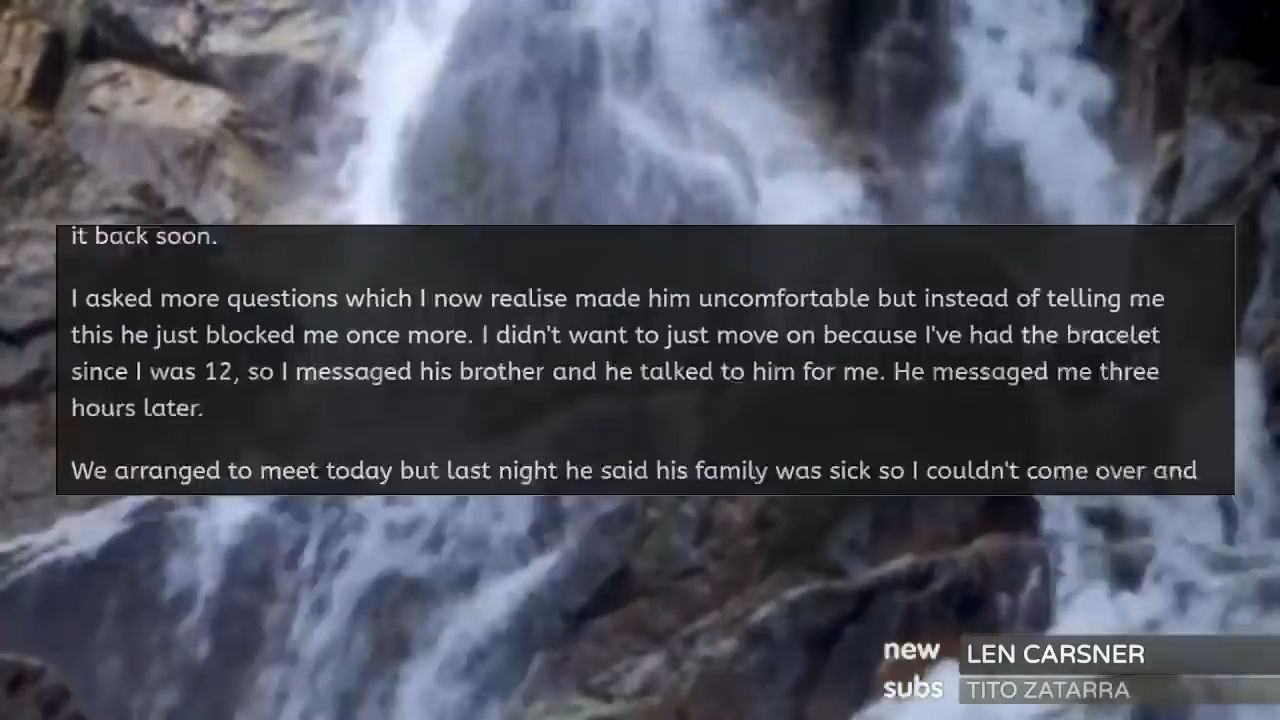 it back soon.
I asked more questions which I now realise made him uncomfortable but instead of telling me
this he just blocked me once more. I didn't want to just move on because I've had the bracelet
since I was 12, so I messaged his brother and he talked to him for me. He messaged me three
hours later.
We arranged to meet today but last night he said his family was sick so I couldn't come over and
new LEN CARSNER
subs TITO ZATARRA